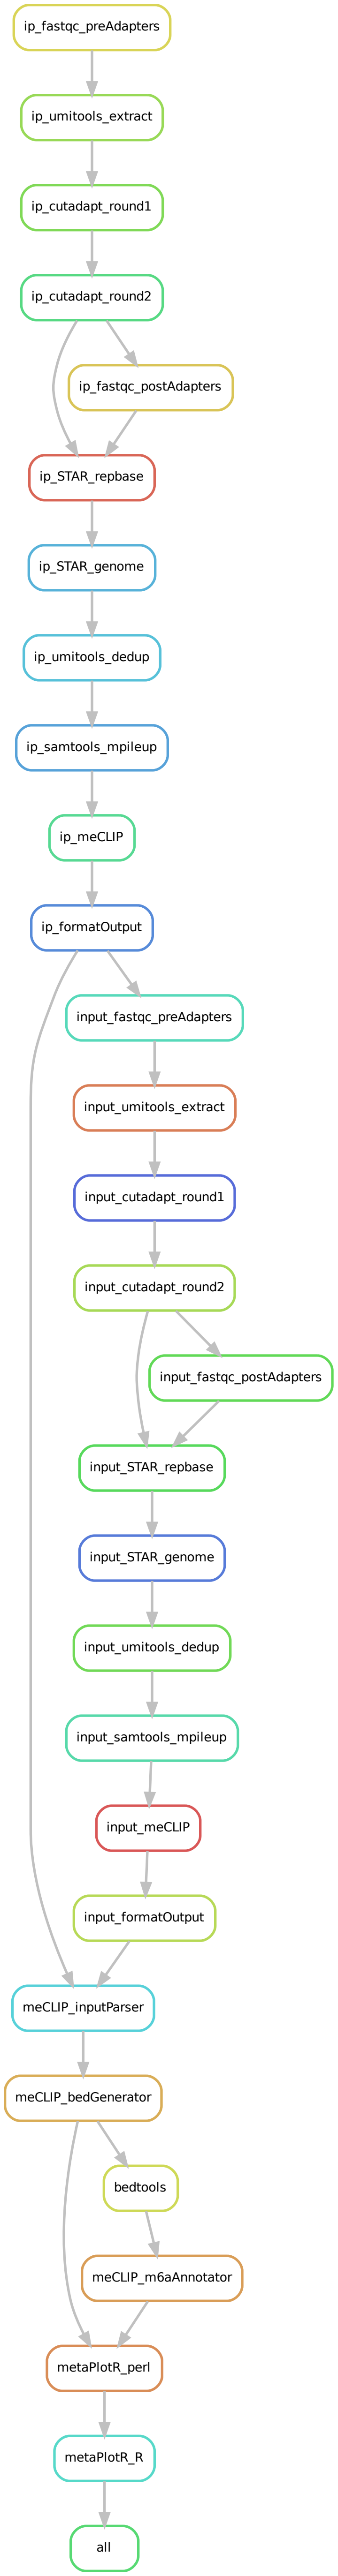 ip_fastqc_preAdapters
ip_umitools_extract
ip_cutadapt_round1
ip_cutadapt_round2
ip_fastqc_postAdapters
ip_STAR_repbase
ip_STAR_genome
ip_umitools_dedup
ip_samtools_mpileup
ip_meCLIP
ip_formatOutput
input_fastqc_preAdapters
input_umitools_extract
input_cutadapt_round1
input_cutadapt_round2
input_fastqc_postAdapters
input_STAR_repbase
input_STAR_genome
input_umitools_dedup
input_samtools_mpileup
input_meCLIP
input_formatOutput
meCLIP_inputParser
meCLIP_bedGenerator
bedtools
meCLIP_m6aAnnotator
metaPlotR_perl
metaPlotR_R
all